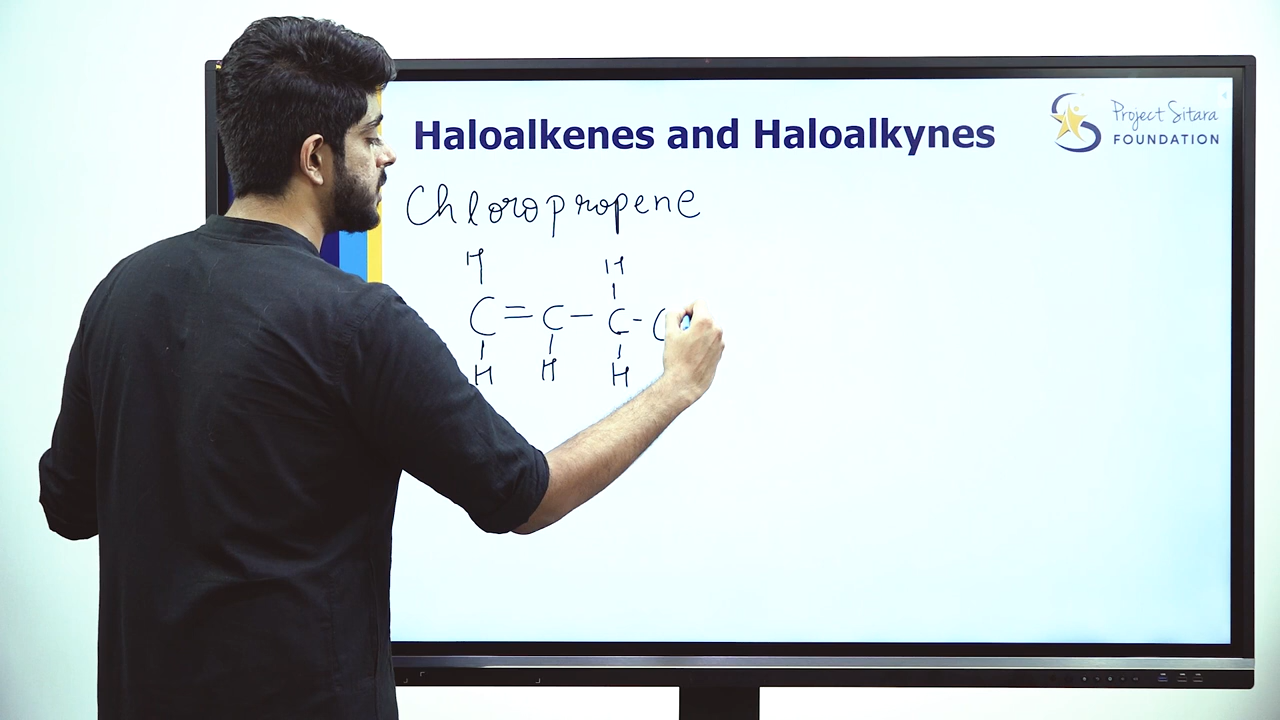 Haloalkenes and Haloalkynes
Project Sitara
FOUNDATION
Chloropropene
H H
C = C - C - C
H H H